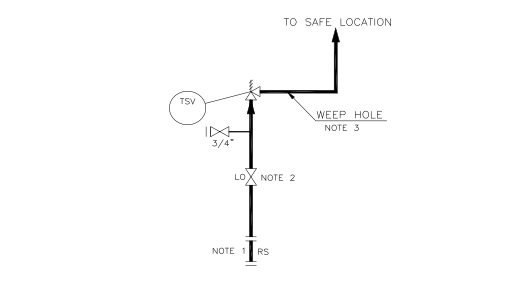 TO SAFE LOCATION
TSV
WEEP HOLE
NOTE 3
3/4"
LO NOTE 2
NOTE 1 RS